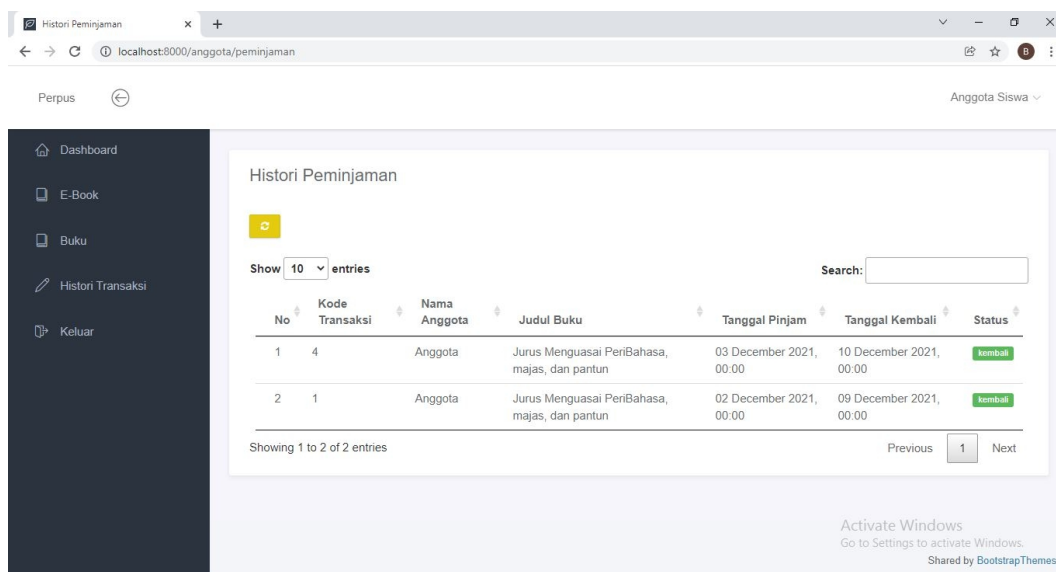 Histori Peminjaman
localhost:8000/anggota/peminjaman
B
Perpus
Anggota Siswa
Dashboard
E-Book
Buku
Histori Transaksi
Keluar
Histori Peminjaman
Show 10 entries
Search:
No Kode Transaksi Nama Anggota Judul Buku Tanggal Pinjam Tanggal Kembali Status
1 4 Anggota Jurus Menguasai PeriBahasa, majas, dan pantun 03 December 2021, 00:00 10 December 2021, 00:00 kembali
2 1 Anggota Jurus Menguasai PeriBahasa, majas, dan pantun 02 December 2021, 00:00 09 December 2021, 00:00 kembali
Showing 1 to 2 of 2 entries
Previous 1 Next
Activate Windows
Go to Settings to activate Windows.
Shared by BootstrapThemes